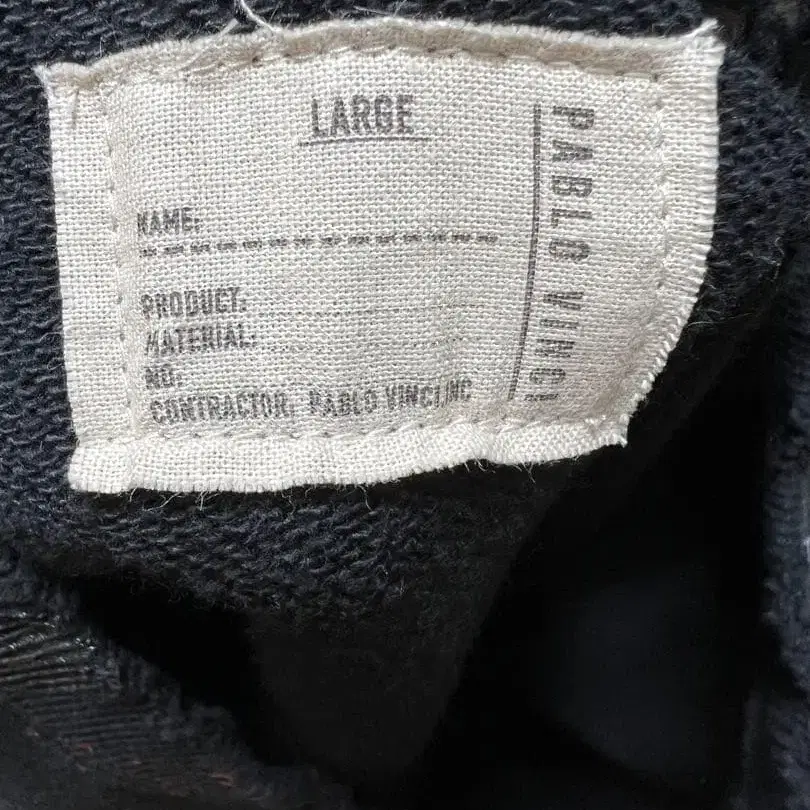 LARGE
NAME:
PRODUCT:
MATERIAL:
NO:
CONTRACTOR: PABLO VINCI.INC
PABLO VINCI